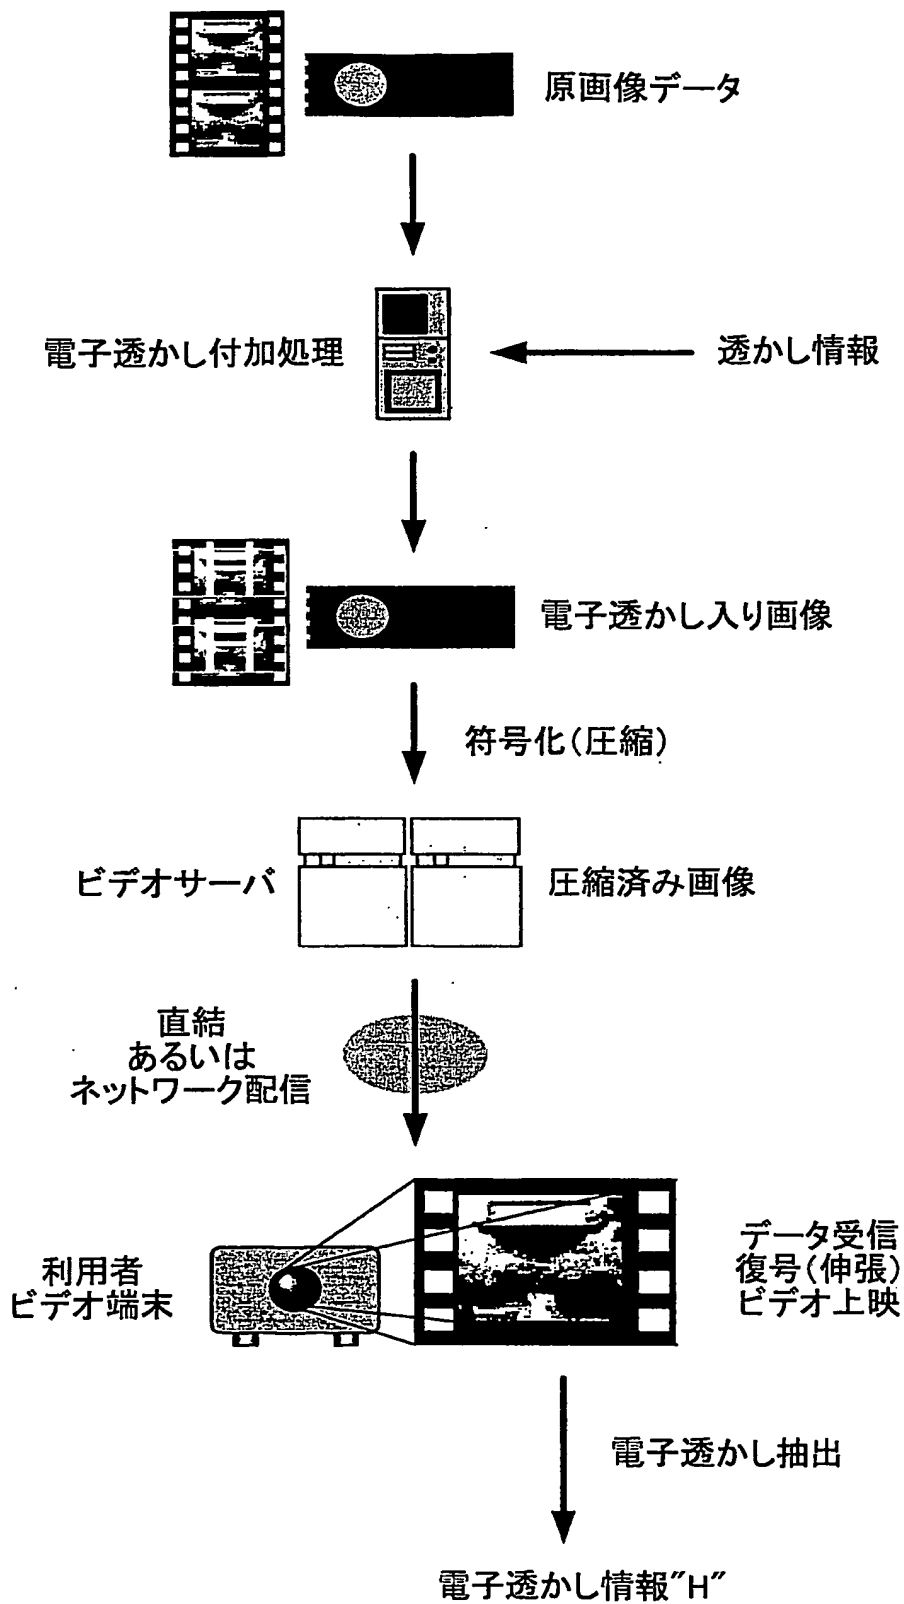 原画像データ
電子透かし付加処理
透かし情報
電子透かし入り画像
符号化(圧縮)
ビデオサーバ
圧縮済み画像
直結
あるいは
ネットワーク配信
利用者
ビデオ端末
データ受信
復号(伸張)
ビデオ上映
電子透かし抽出
電子透かし情報"H"